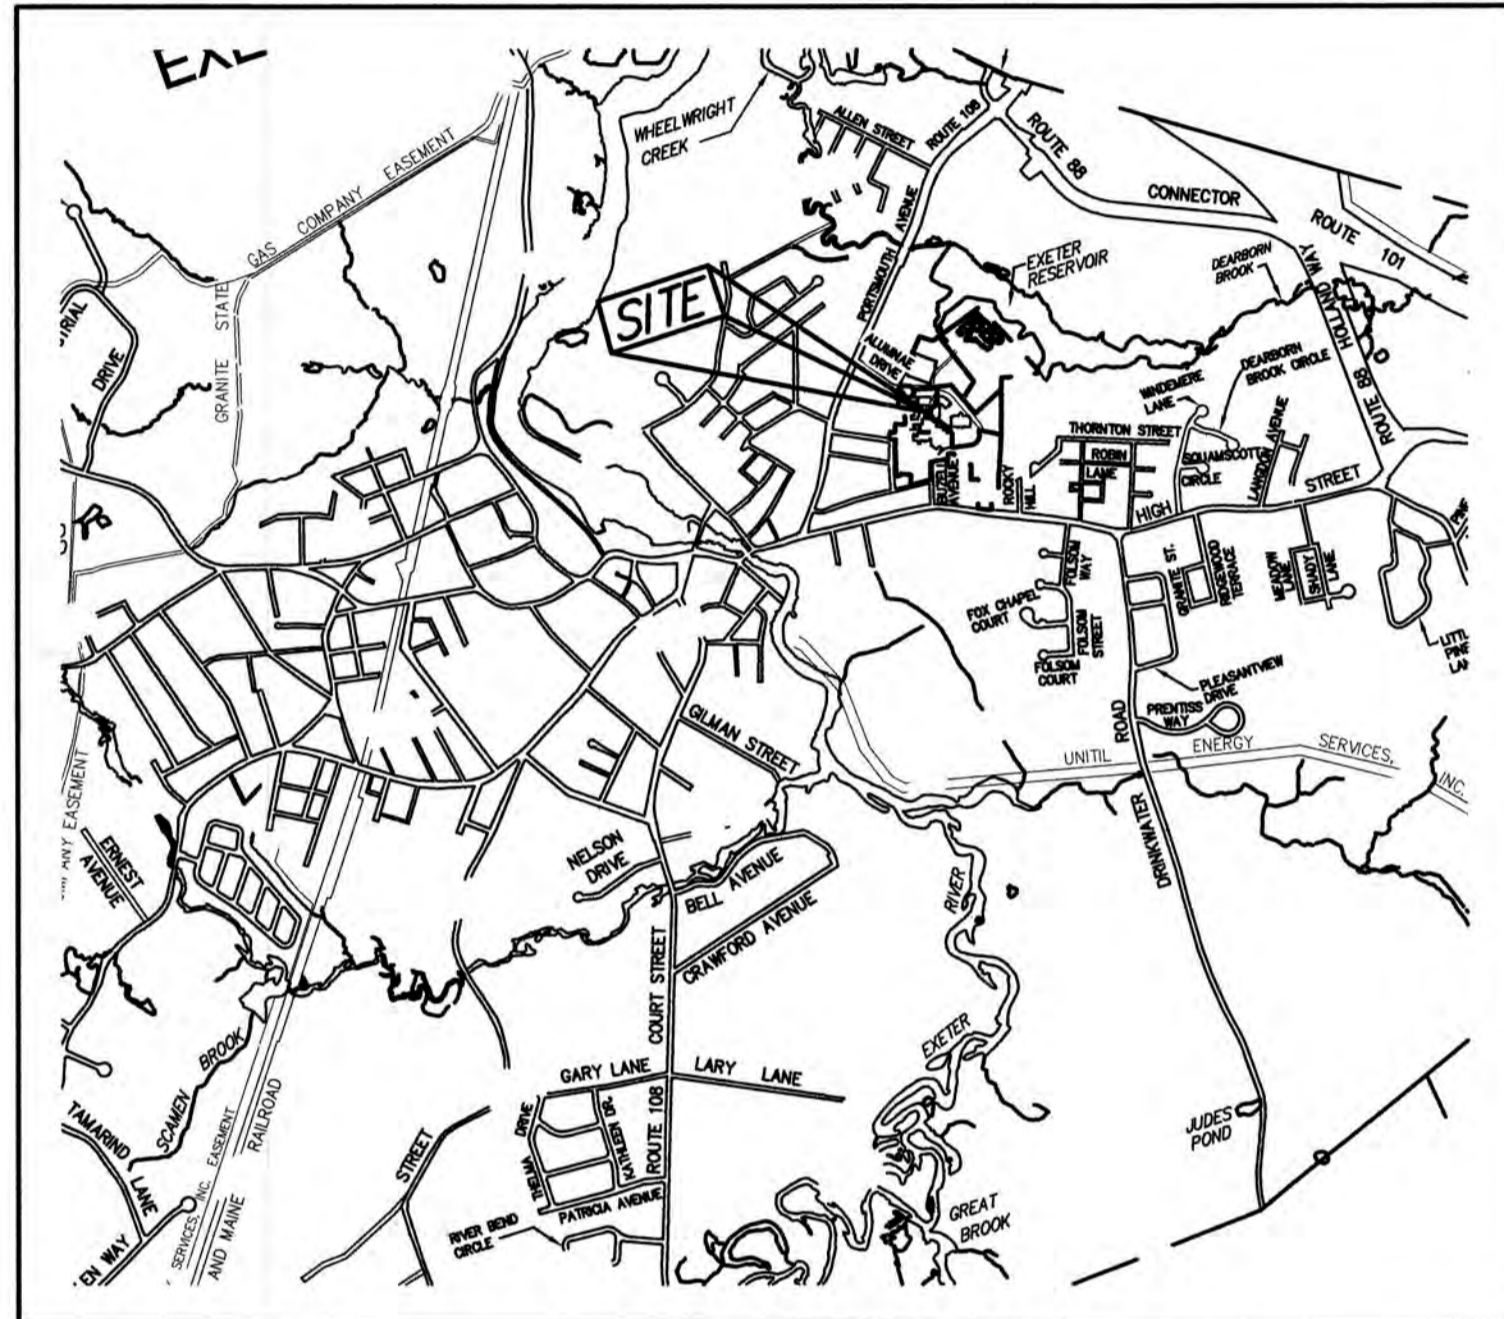 WHEELWRIGHT
CREEK
ALLEN STREET
ROUTE 108
ROUTE 88
CONNECTOR
ROUTE
101
GAS COMPANY EASEMENT
GRANITE STATE
DRIVE
PORTSMOUTH AVENUE
EXETER
RESERVOIR
DEARBORN
BROOK
HOLLAND WAY
SITE
ALUMNAE
DRIVE
DEARBORN
BROOK CIRCLE
WINDEMERE
LANE
ROUTE 88
THORNTON STREET
ROBIN
LANE
SQUAMSCOTT
CIRCLE
AVENUE
BUZELL
AVENUE
ROCKY
HILL
HIGH
STREET
FOLSOM
WAY
GRANITE ST.
RIDGEWOOD
TERRACE
MEADOW
LANE
SHADY
LANE
FOX CHAPEL
COURT
FOLSOM
STREET
FOLSOM
COURT
PLEASANTVIEW
DRIVE
PRENTISS
WAY
ROAD
GILMAN STREET
UNITIL ENERGY SERVICES,
INC.
DRINKWATER
ANY EASEMENT
ERNEST
AVENUE
NELSON
DRIVE
BELL AVENUE
CRAWFORD AVENUE
RIVER
EXETER
COURT STREET
SCAMEN BROOK
GARY LANE
LARY LANE
TAMARIND
LANE
SERVICES, INC. EASEMENT
RAILROAD
AND MAINE
STREET
THELMA DRIVE
KATHLEEN DR.
ROUTE 108
PATRICIA AVENUE
RIVER BEND
CIRCLE
JUDES
POND
GREAT
BROOK
EN WAY